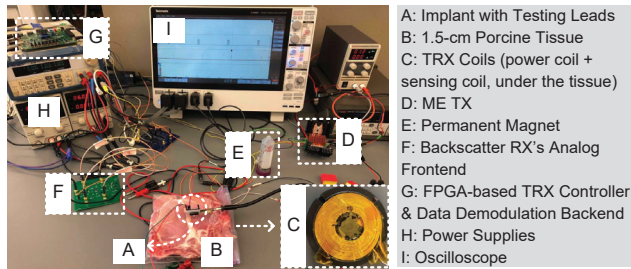 G
I
H
E
D
F
A
B
C
A: Implant with Testing Leads
B: 1.5-cm Porcine Tissue
C: TRX Coils (power coil +
sensing coil, under the tissue)
D: ME TX
E: Permanent Magnet
F: Backscatter RX's Analog
Frontend
G: FPGA-based TRX Controller
& Data Demodulation Backend
H: Power Supplies
I: Oscilloscope